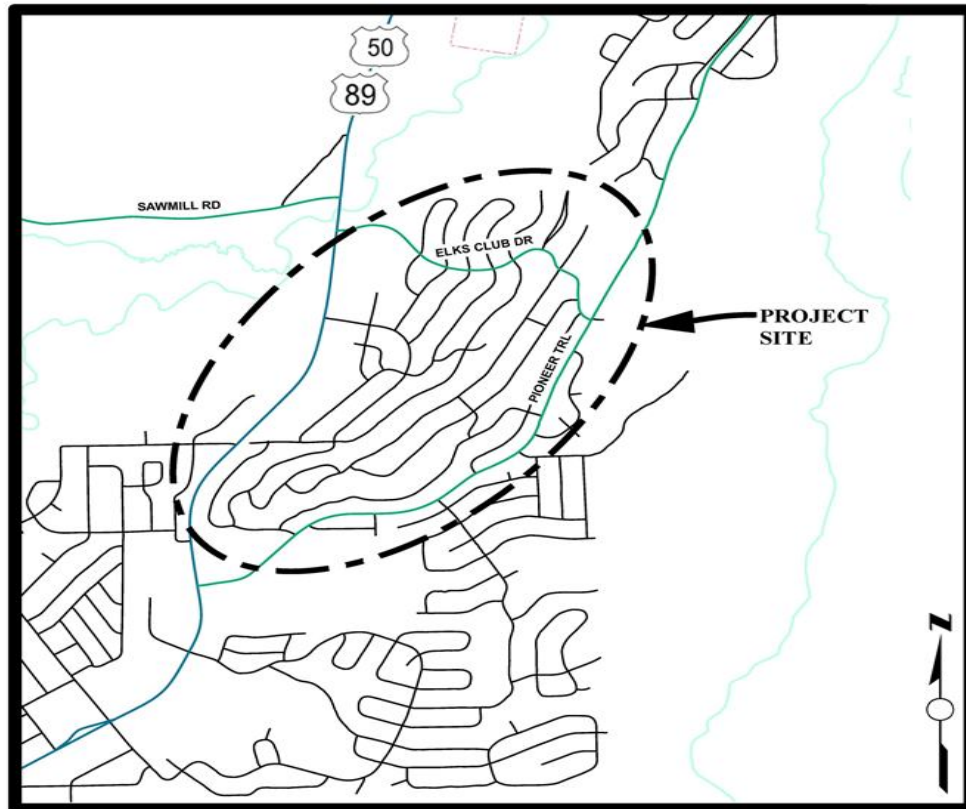 50
89
SAWMILL RD
ELKS CLUB DR
PROJECT
SITE
PIONEER TRL
N